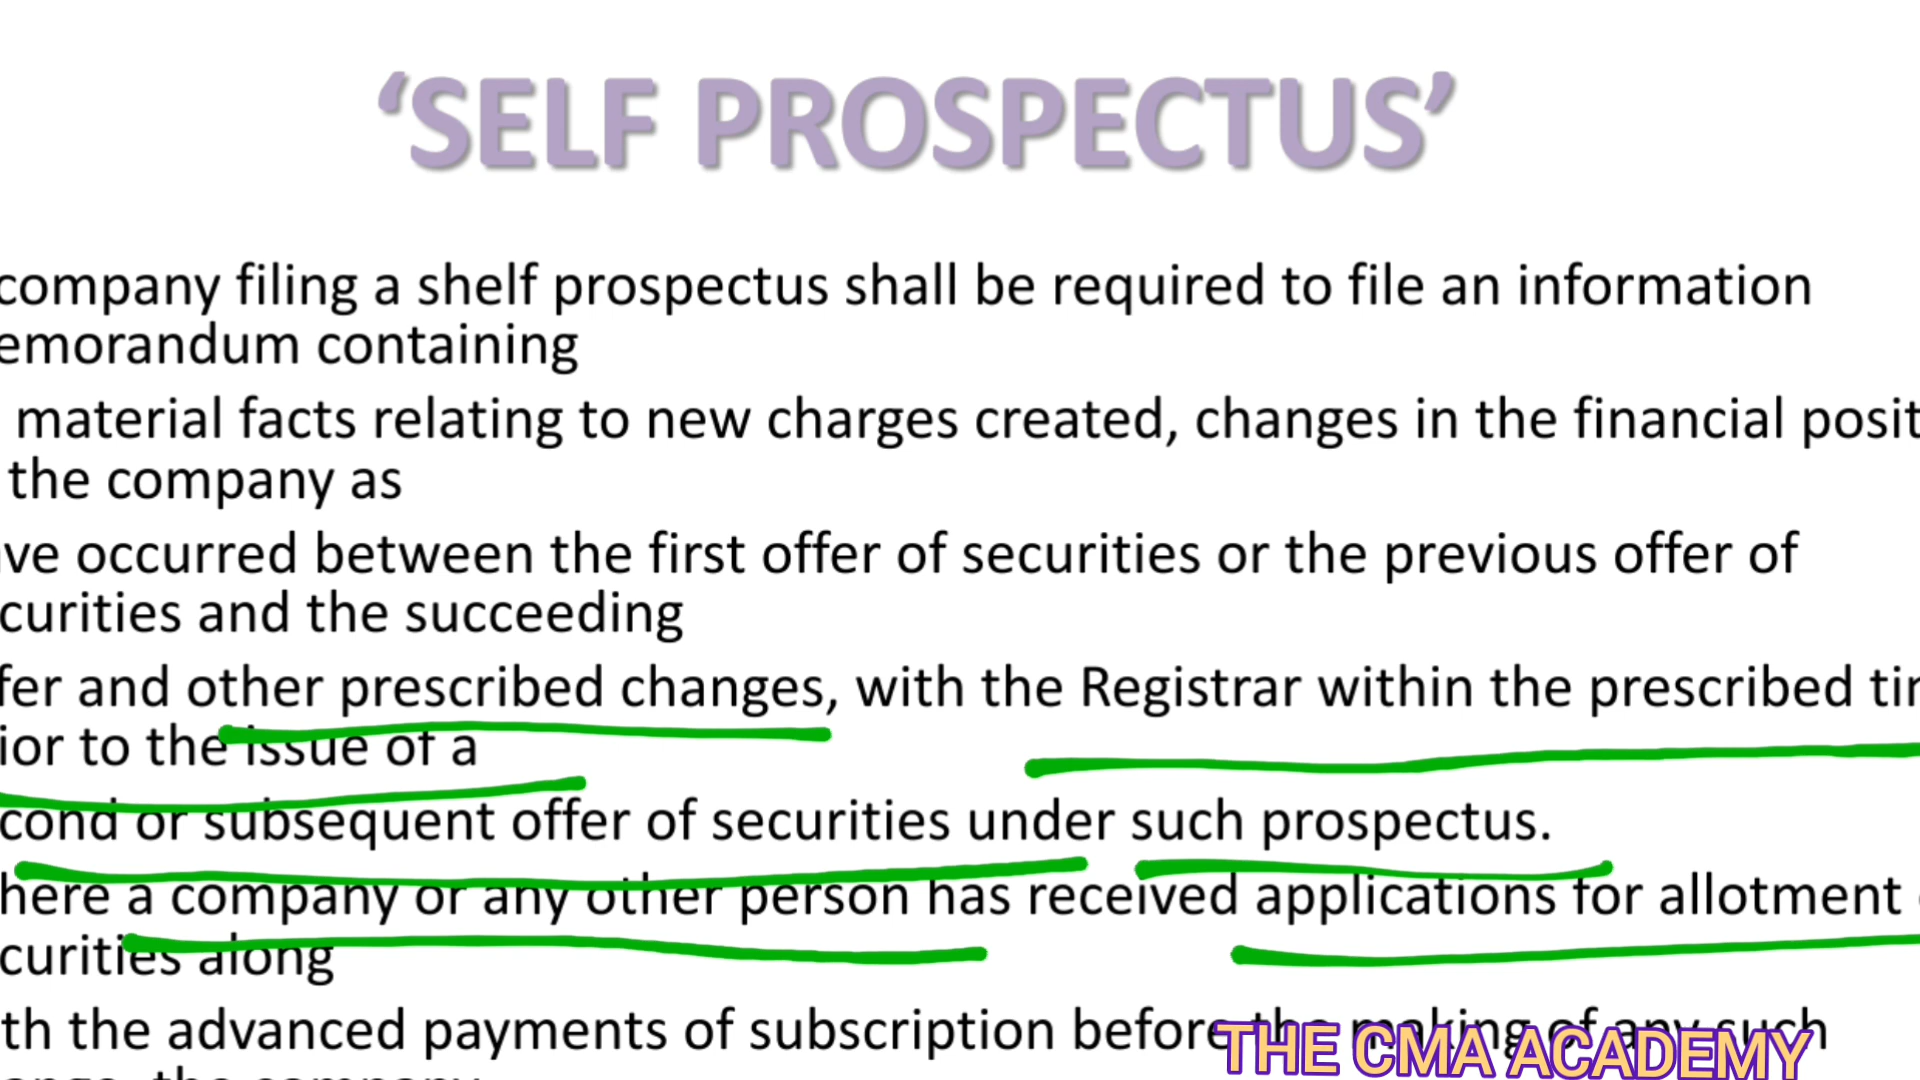 ‘SELF PROSPECTUS’
company filing a shelf prospectus shall be required to file an information
emorandum containing
material facts relating to new charges created, changes in the financial posit
the company as
ve occurred between the first offer of securities or the previous offer of
curities and the succeeding
fer and other prescribed changes, with the Registrar within the prescribed tir
ior to the issue of a
cond or subsequent offer of securities under such prospectus.
here a company or any other person has received applications for allotment
curities along
th the advanced payments of subscription before the making of any such
THE CMA ACADEMY
the company